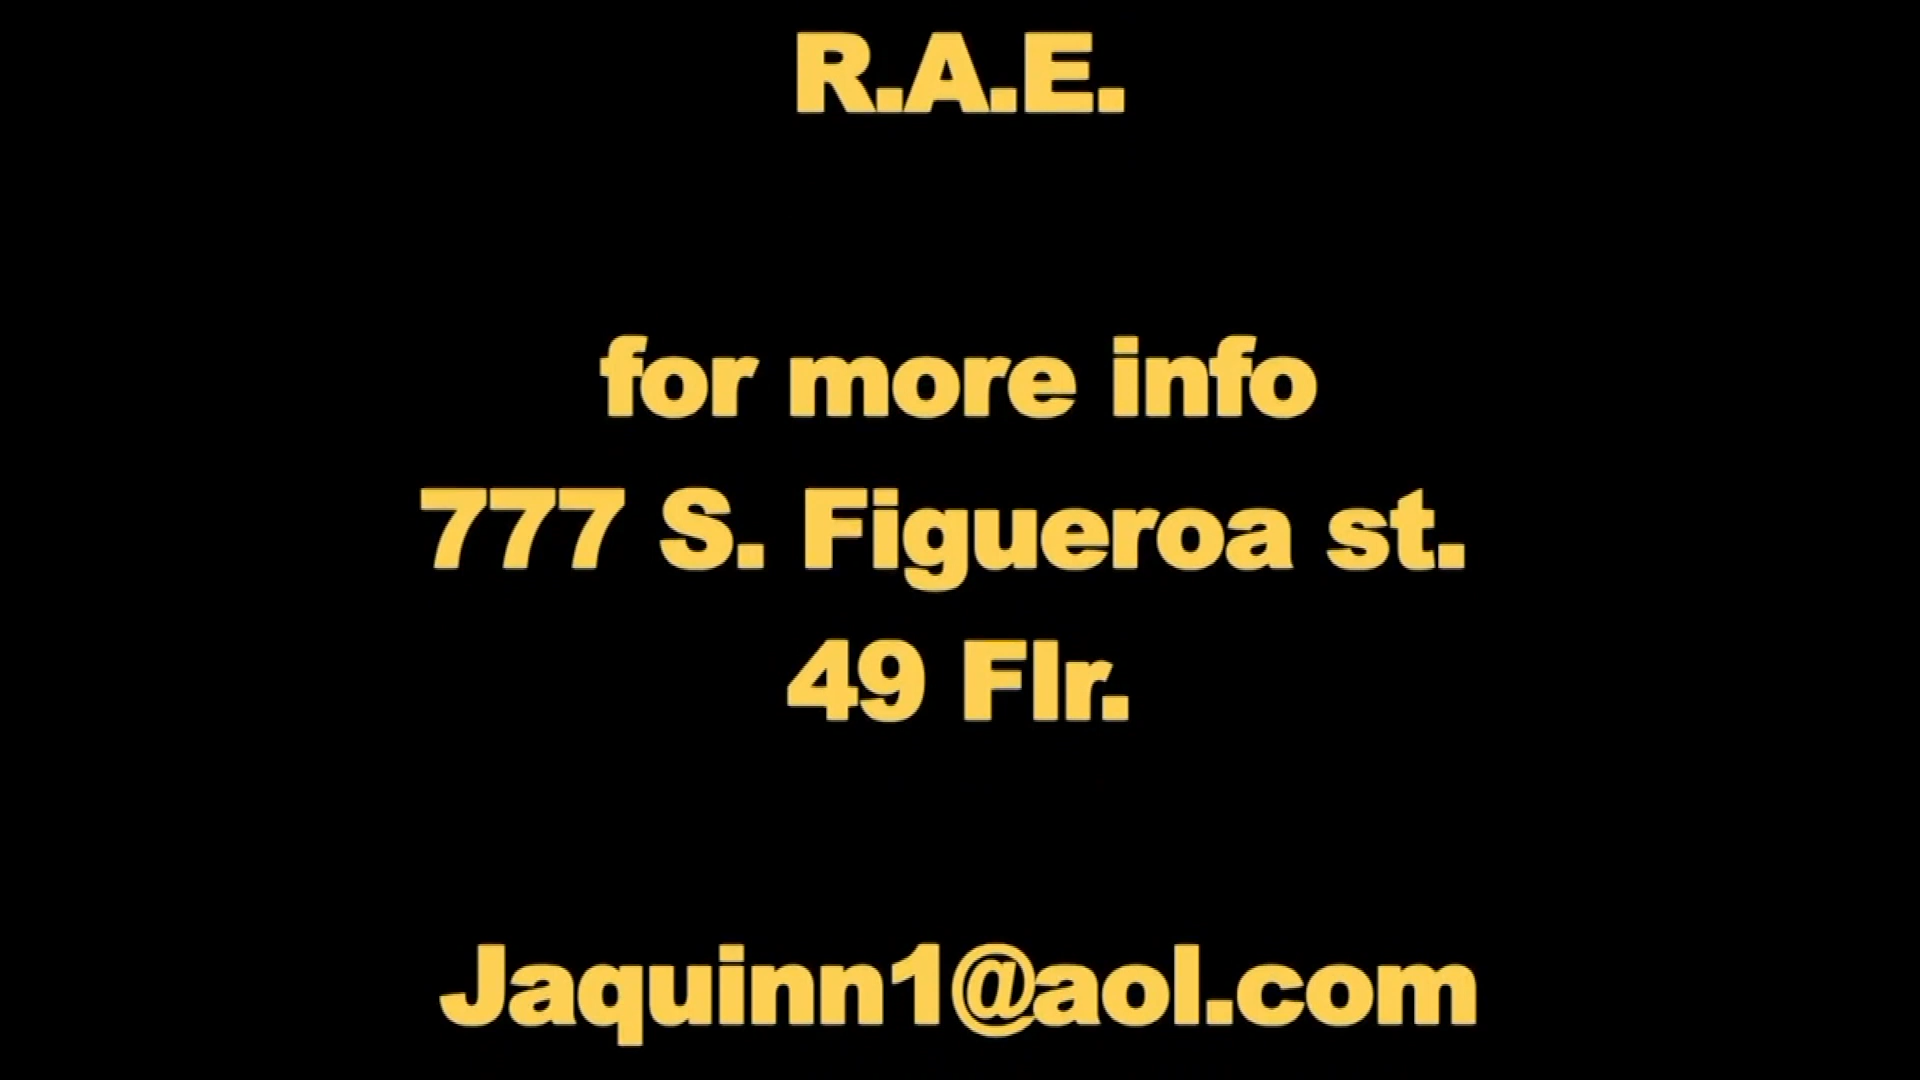 R.A.E.
for more info
777 S. Figueroa st.
49 Flr.
Jaquinn1@aol.com